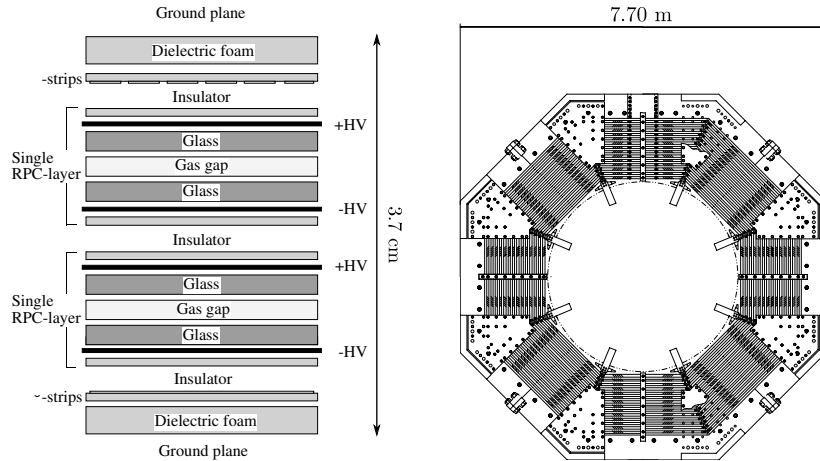 Ground plane
Dielectric foam
-strips
Insulator
+HV
Glass
Single
RPC-layer
Gas gap
Glass
-HV
Insulator
+HV
Glass
Single
RPC-layer
Gas gap
Glass
-HV
Insulator
-strips
Dielectric foam
Ground plane
3.7 cm
7.70 m